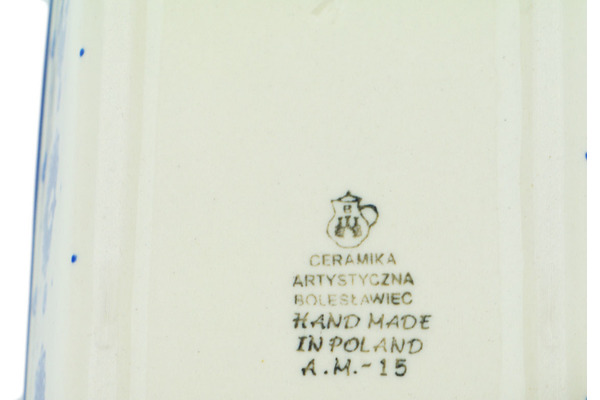 CERAMIKA
ARTYSTYCZNA
BOLESŁAWIEC
HAND MADE
IN POLAND
A.M.-15